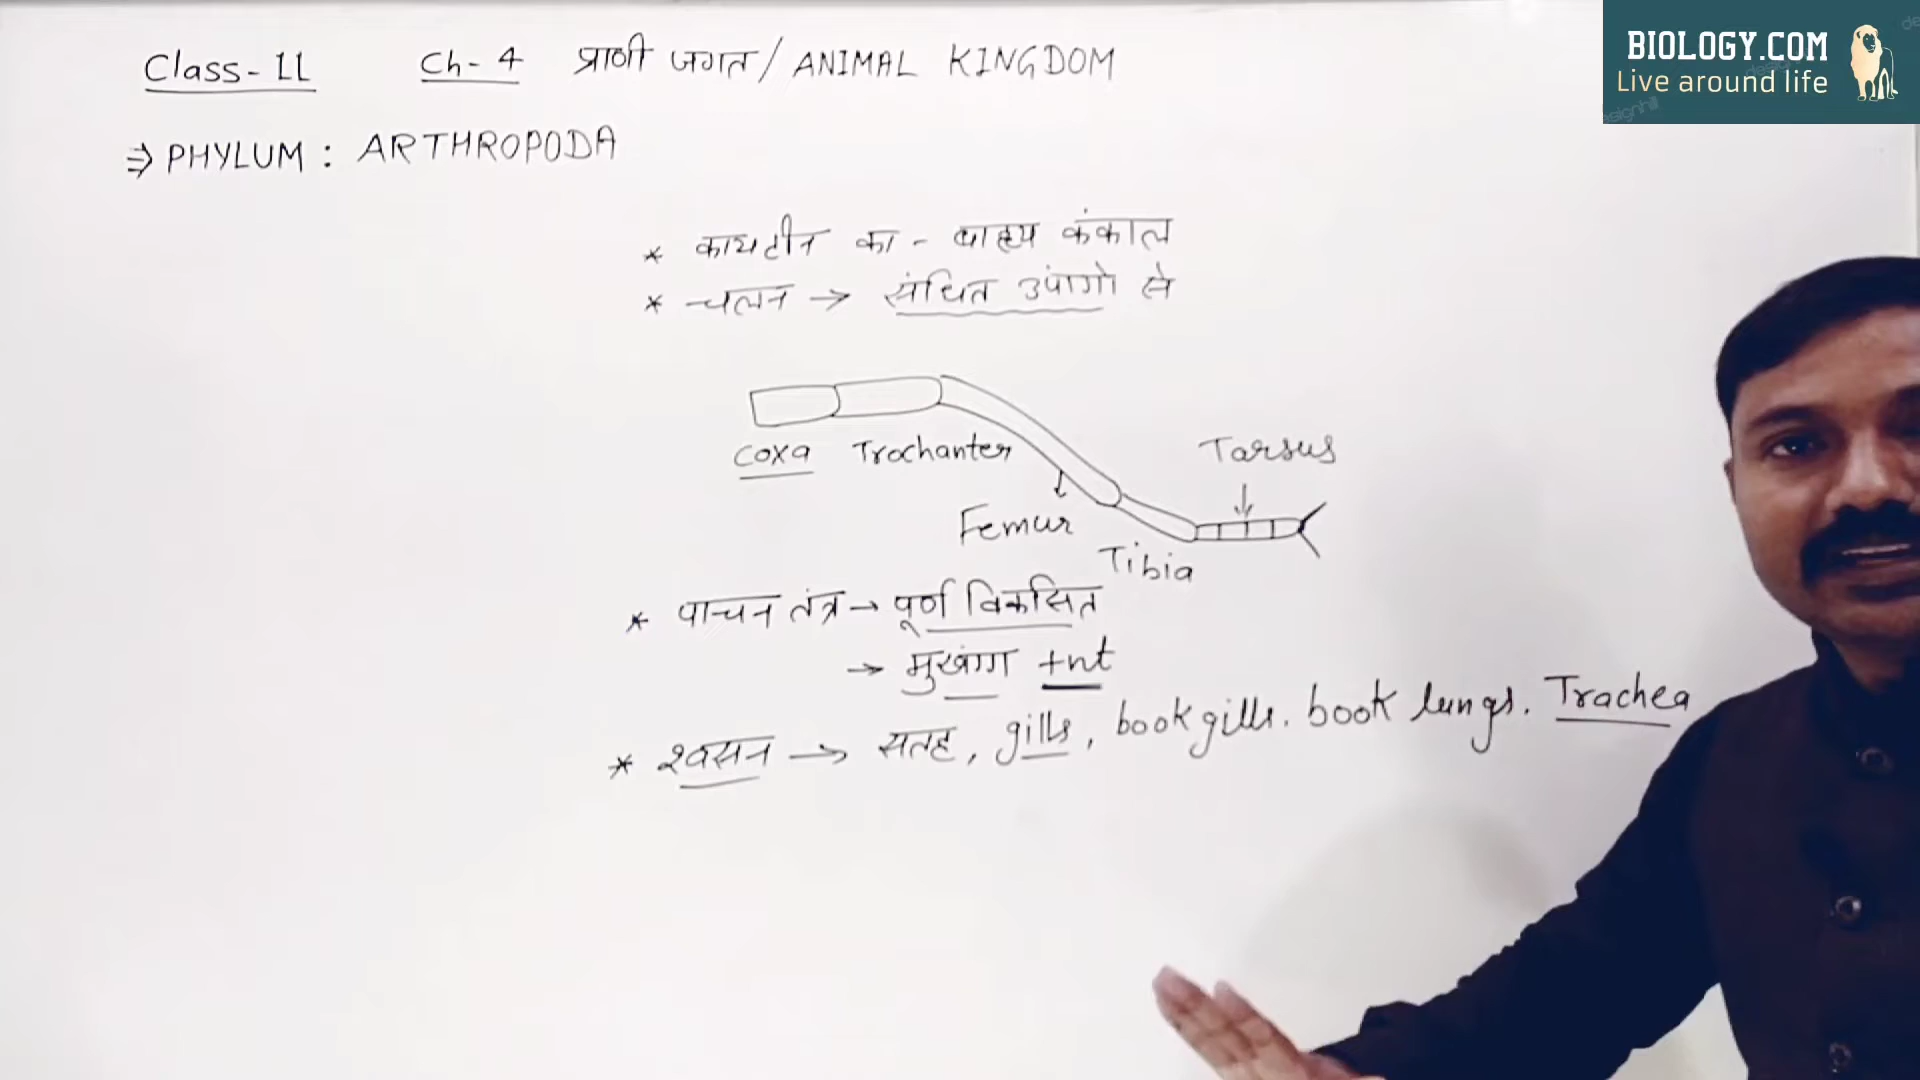 BIOLOGY.COM
Live around life
Class-11 Ch-4 प्राणी जगत/ ANIMAL KINGDOM
⇒ PHYLUM : ARTHROPODA
* कायटीन का - बाह्य कंकाल
* चलन → संधित उपांगो से
Coxa Trochanter Tarsus
Femur
Tibia
* पाचन तंत्र → पूर्ण विकसित
→ मुखांग +nt
* श्वसन → सतह, gills, book gills. book lungs. Trachea